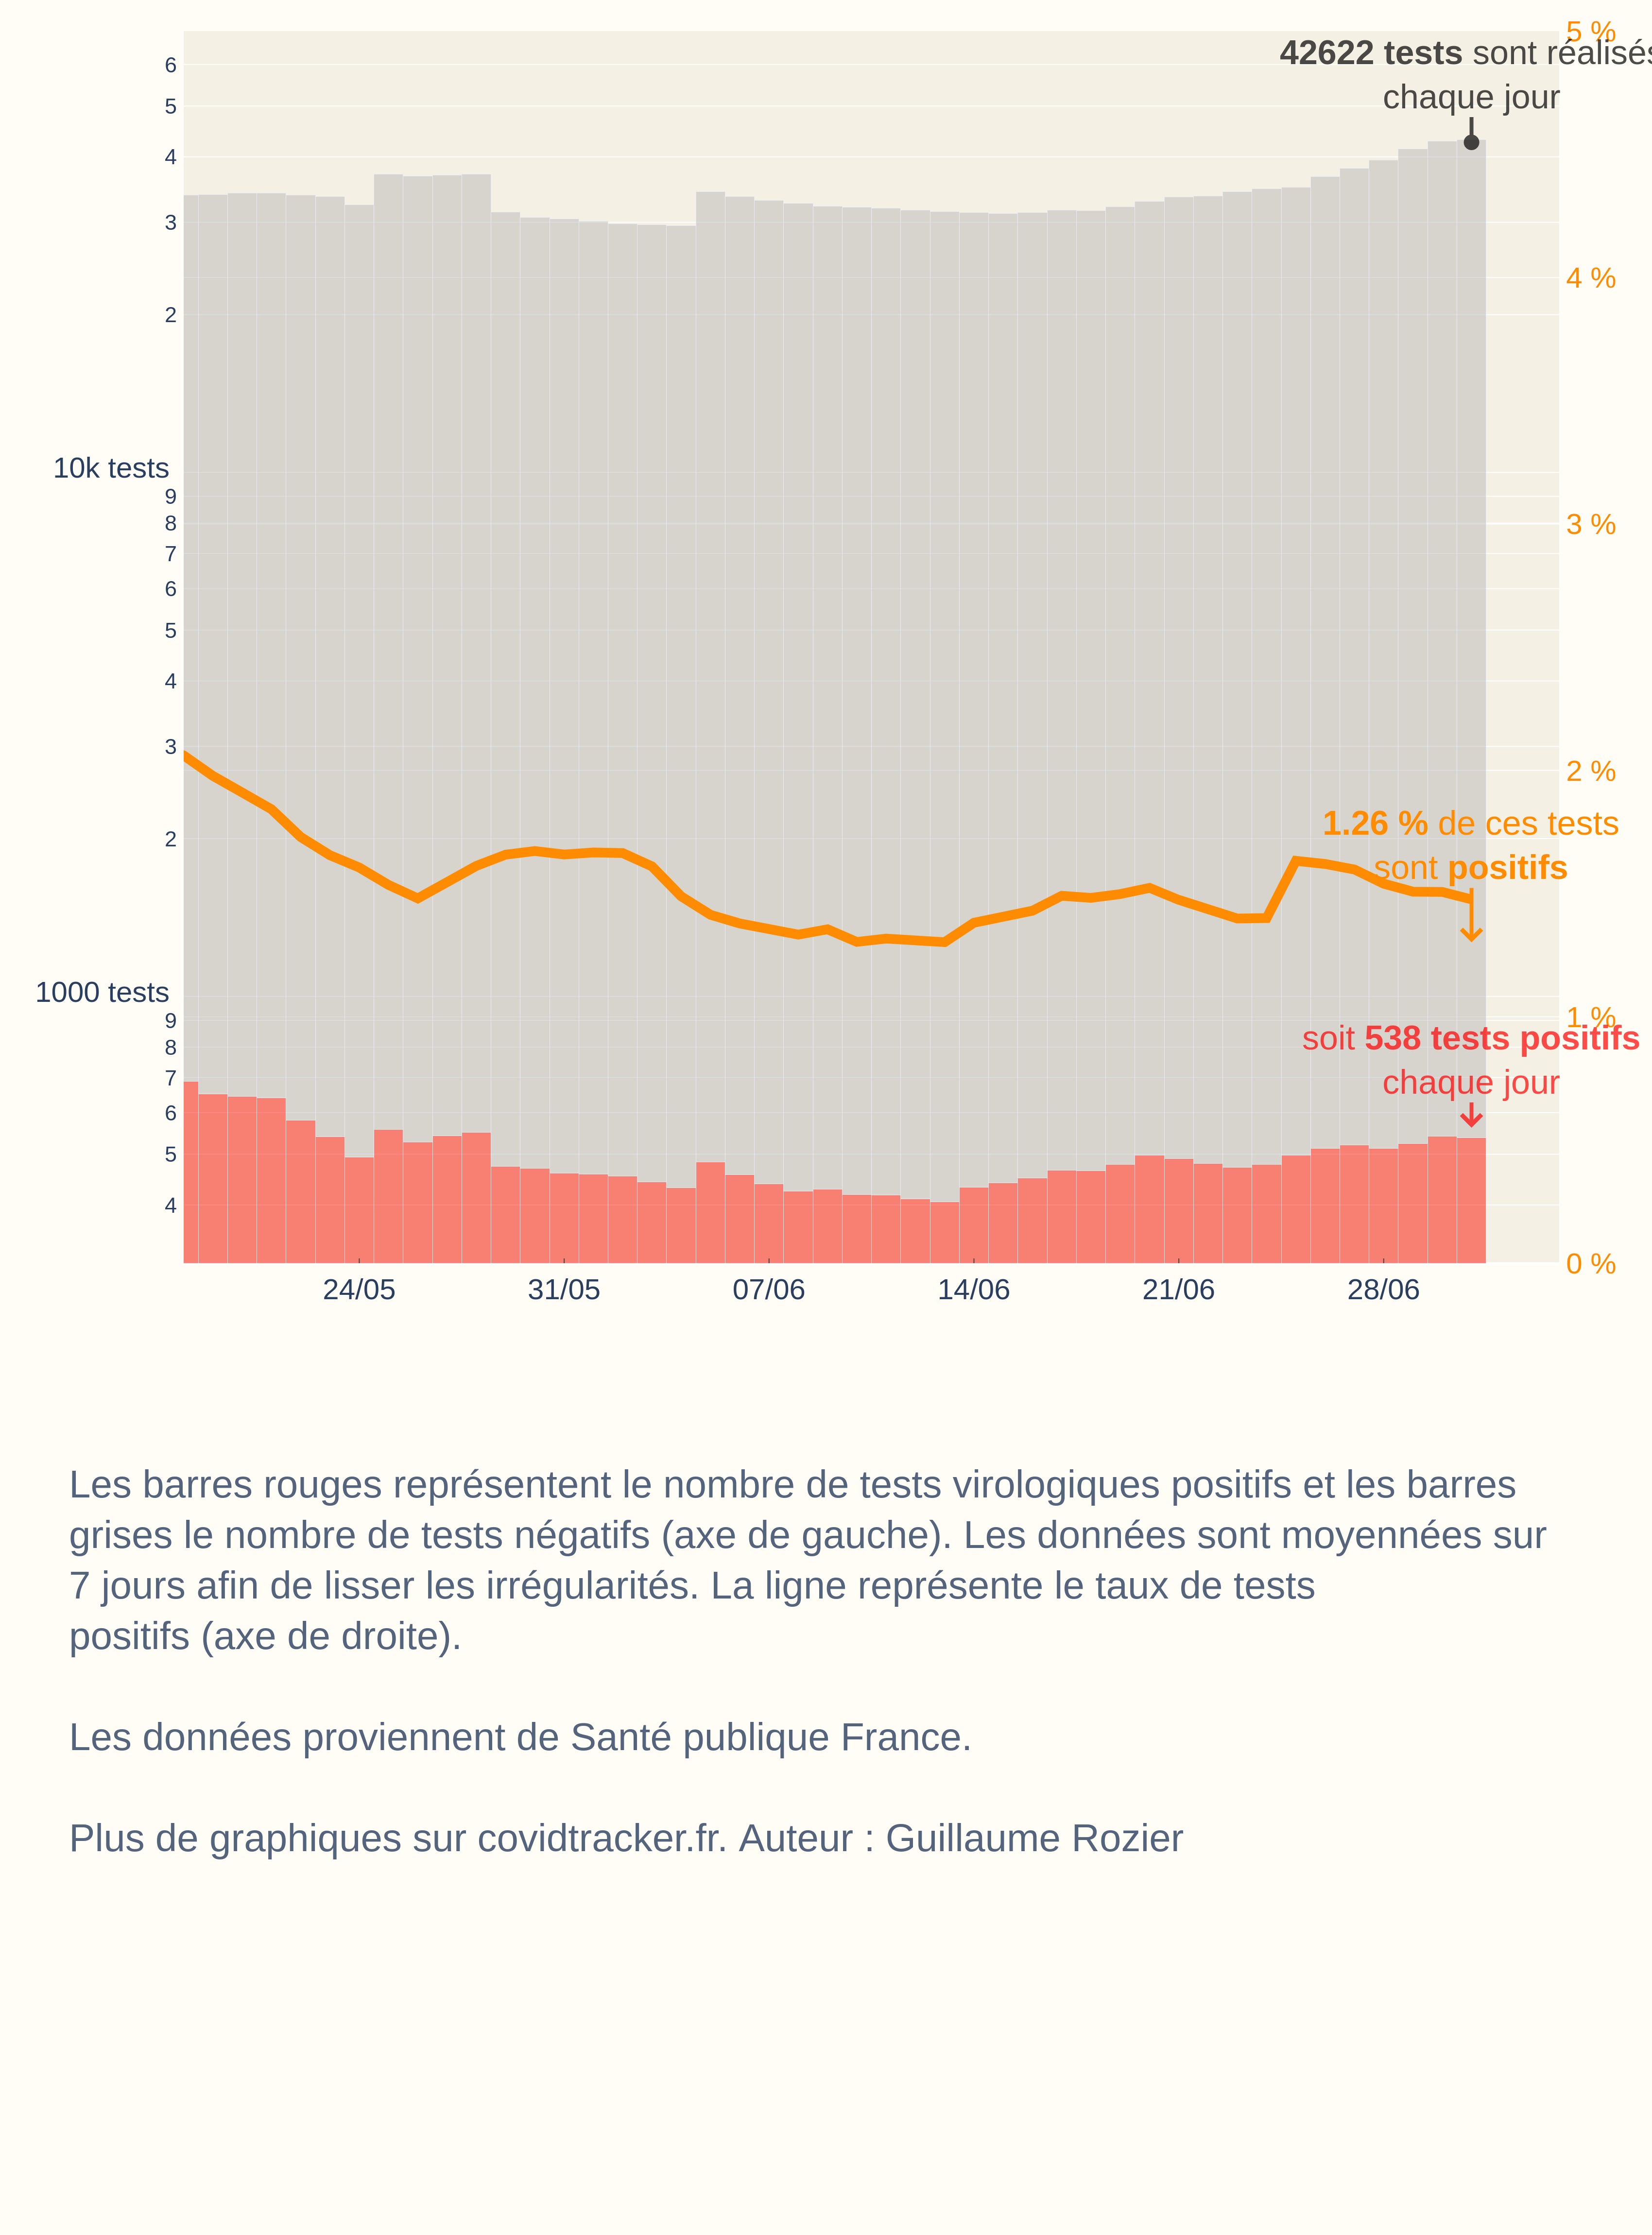 5 %
42622 tests sont réalisés
chaque jour
6
5
4
3
4 %
2
10k tests
9
3 %
8
7
6
5
4
3
2 %
1.26 % de ces tests
2
sont positifs
1000 tests
9
1 %
soit 538 tests positifs
8
7
chaque jour
6
5
4
0 %
24/05 31/05 07/06 14/06 21/06 28/06
Les barres rouges représentent le nombre de tests virologiques positifs et les barres
grises le nombre de tests négatifs (axe de gauche). Les données sont moyennées sur
7 jours afin de lisser les irrégularités. La ligne représente le taux de tests
positifs (axe de droite).
Les données proviennent de Santé publique France.
Plus de graphiques sur covidtracker.fr. Auteur : Guillaume Rozier